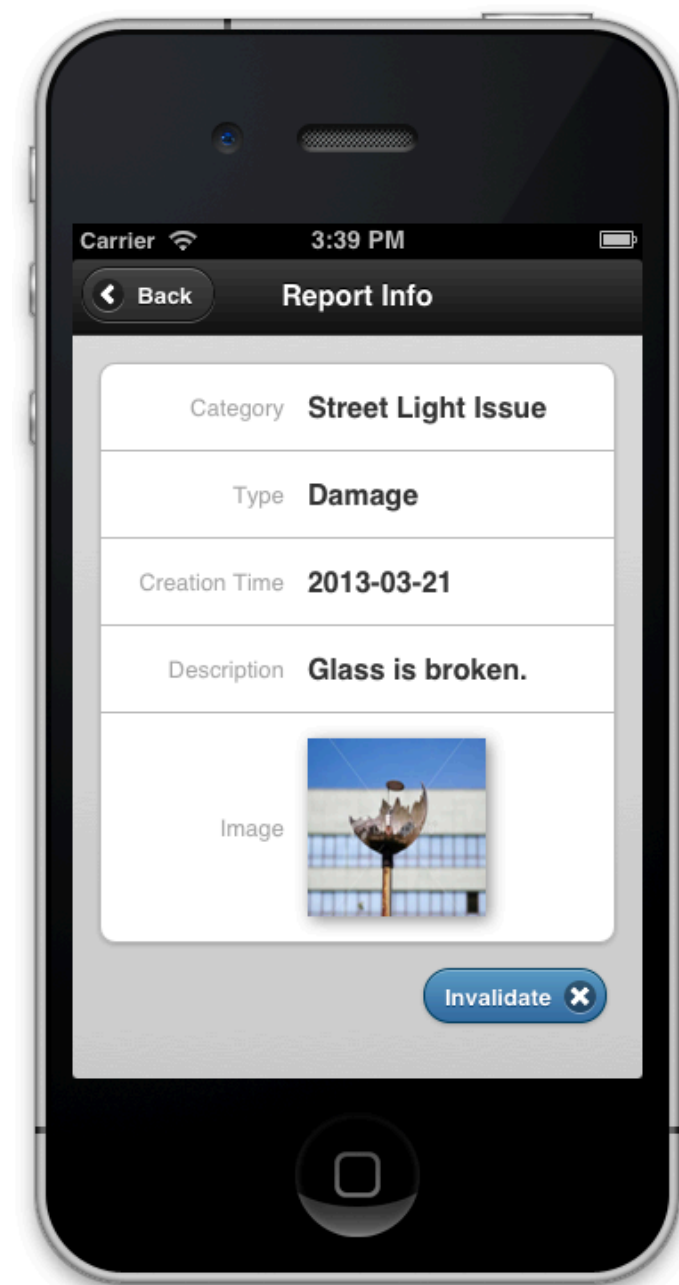 Carrier 3:39 PM
Back Report Info
Category Street Light Issue
Type Damage
Creation Time 2013-03-21
Description Glass is broken.
Image
Invalidate